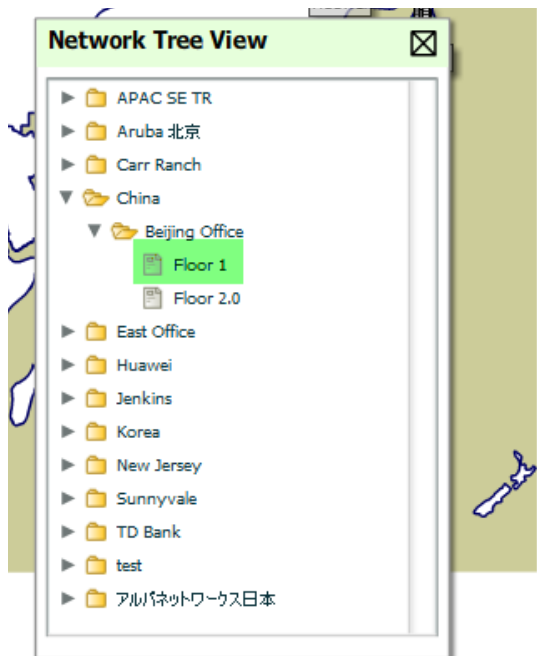 Network Tree View
APAC SE TR
Aruba 北京
Carr Ranch
China
Beijing Office
Floor 1
Floor 2.0
East Office
Huawei
Jenkins
Korea
New Jersey
Sunnyvale
TD Bank
test
アルパネットワークス日本